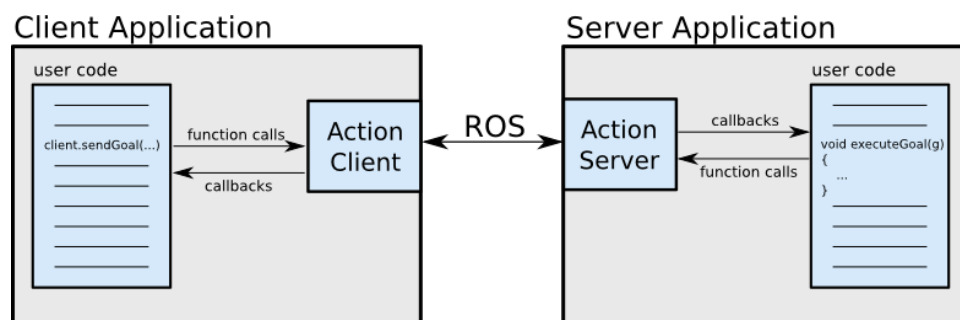 Client Application
user code
client.sendGoal(...)
function calls
callbacks
Action
Client
ROS
Server Application
Action
Server
callbacks
function calls
user code
void executeGoal(g)
{
...
}